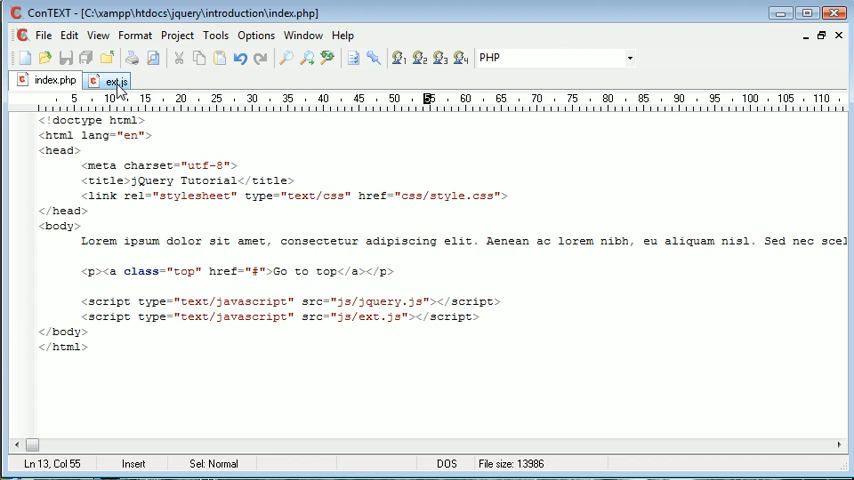 ConTEXT - [C:\xampp\htdocs\jquery\introduction\index.php]
File Edit View Format Project Tools Options Window Help
PHP
index.php ext.js
5 10 15 20 25 30 35 40 45 50 55 60 65 70 75 80 85 90 95 100 105 110
<!doctype html>
<html lang="en">
<head>
<meta charset="utf-8">
<title>jQuery Tutorial</title>
<link rel="stylesheet" type="text/css" href="css/style.css">
</head>
<body>
Lorem ipsum dolor sit amet, consectetur adipiscing elit. Aenean ac lorem nibh, eu aliquam nisl. Sed nec scel
<p><a class="top" href="#">Go to top</a></p>
<script type="text/javascript" src="js/jquery.js"></script>
<script type="text/javascript" src="js/ext.js"></script>
</body>
</html>
Ln 13, Col 55 Insert Sel: Normal DOS File size: 13986